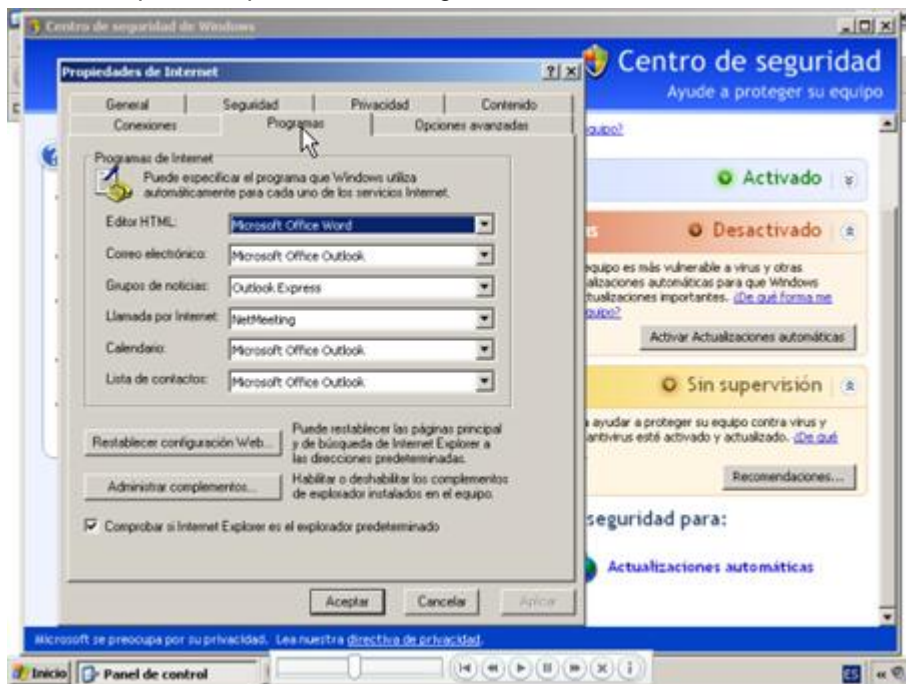 Centro de seguridad de Windows
Centro de seguridad
Ayude a proteger su equipo
Propiedades de Internet
General
Seguridad
Privacidad
Contenido
Conexiones
Programas
Opciones avanzadas
Programas de Internet
Puede especificar el programa que Windows utiliza
automáticamente para cada uno de los servicios Internet.
Editor HTML:
Microsoft Office Word
Correo electrónico:
Microsoft Office Outlook
Grupos de noticias:
Outlook Express
Llamada por Internet:
NetMeeting
Calendario:
Microsoft Office Outlook
Lista de contactos:
Microsoft Office Outlook
Restablecer configuración Web...
Puede restablecer las páginas principal
y de búsqueda de Internet Explorer a
las direcciones predeterminadas.
Administrar complementos...
Habilitar o deshabilitar los complementos
de explorador instalados en el equipo.
Comprobar si Internet Explorer es el explorador predeterminado
Aceptar
Cancelar
Aplicar
Activado
Desactivado
equipo es más vulnerable a virus y otras
alizaciones automáticas para que Windows
tualizaciones importantes. ¿De qué forma me
quipo?
Activar Actualizaciones automáticas
Sin supervisión
ayudar a proteger su equipo contra virus y
antivirus esté activado y actualizado. ¿De qué
Recomendaciones...
seguridad para:
Actualizaciones automáticas
Microsoft se preocupa por su privacidad. Lea nuestra directiva de privacidad.
Inicio
Panel de control
ES